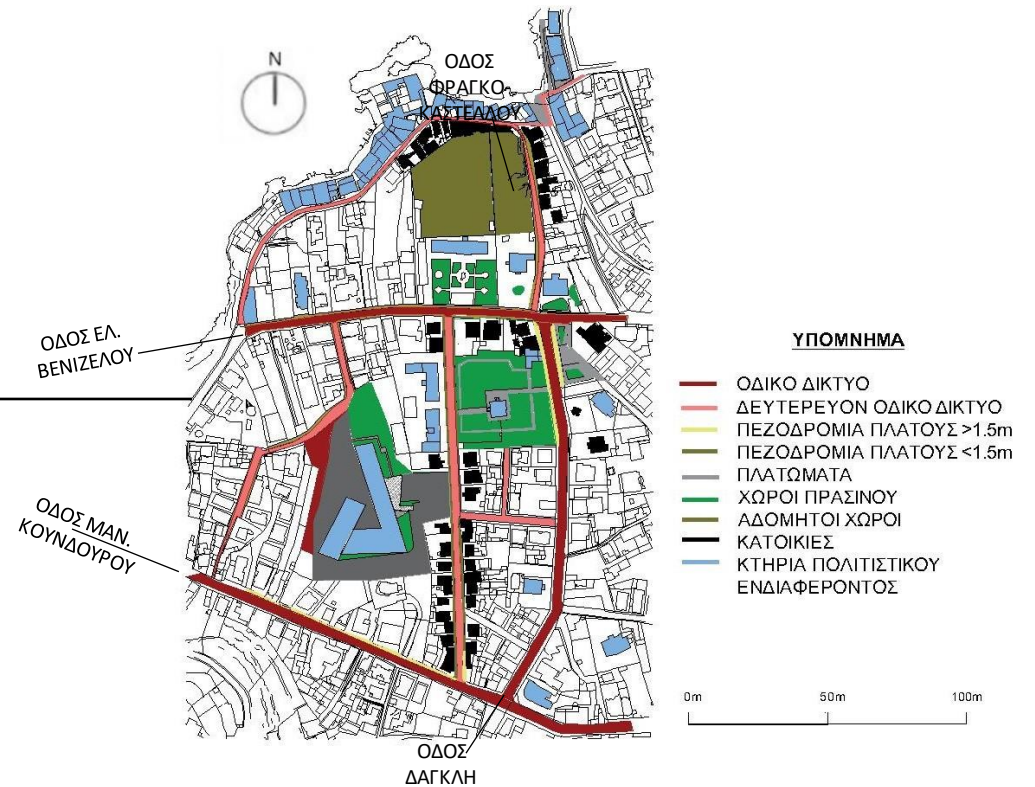 N
ΟΔΟΣ
ΦΡΑΓΚΟ-
ΚΑΣΤΕΛΛΟΥ
ΟΔΟΣ ΕΛ.
ΒΕΝΙΖΕΛΟΥ
ΟΔΟΣ ΜΑΝ.
ΚΟΥΝΔΟΥΡΟΥ
ΟΔΟΣ
ΔΑΓΚΛΗ
ΥΠΟΜΝΗΜΑ
ΟΔΙΚΟ ΔΙΚΤΥΟ
ΔΕΥΤΕΡΕΥΟΝ ΟΔΙΚΟ ΔΙΚΤΥΟ
ΠΕΖΟΔΡΟΜΙΑ ΠΛΑΤΟΥΣ >1.5m
ΠΕΖΟΔΡΟΜΙΑ ΠΛΑΤΟΥΣ <1.5m
ΠΛΑΤΩΜΑΤΑ
ΧΩΡΟΙ ΠΡΑΣΙΝΟΥ
ΑΔΟΜΗΤΟΙ ΧΩΡΟΙ
ΚΑΤΟΙΚΙΕΣ
ΚΤΗΡΙΑ ΠΟΛΙΤΙΣΤΙΚΟΥ
ΕΝΔΙΑΦΕΡΟΝΤΟΣ
0m 50m 100m